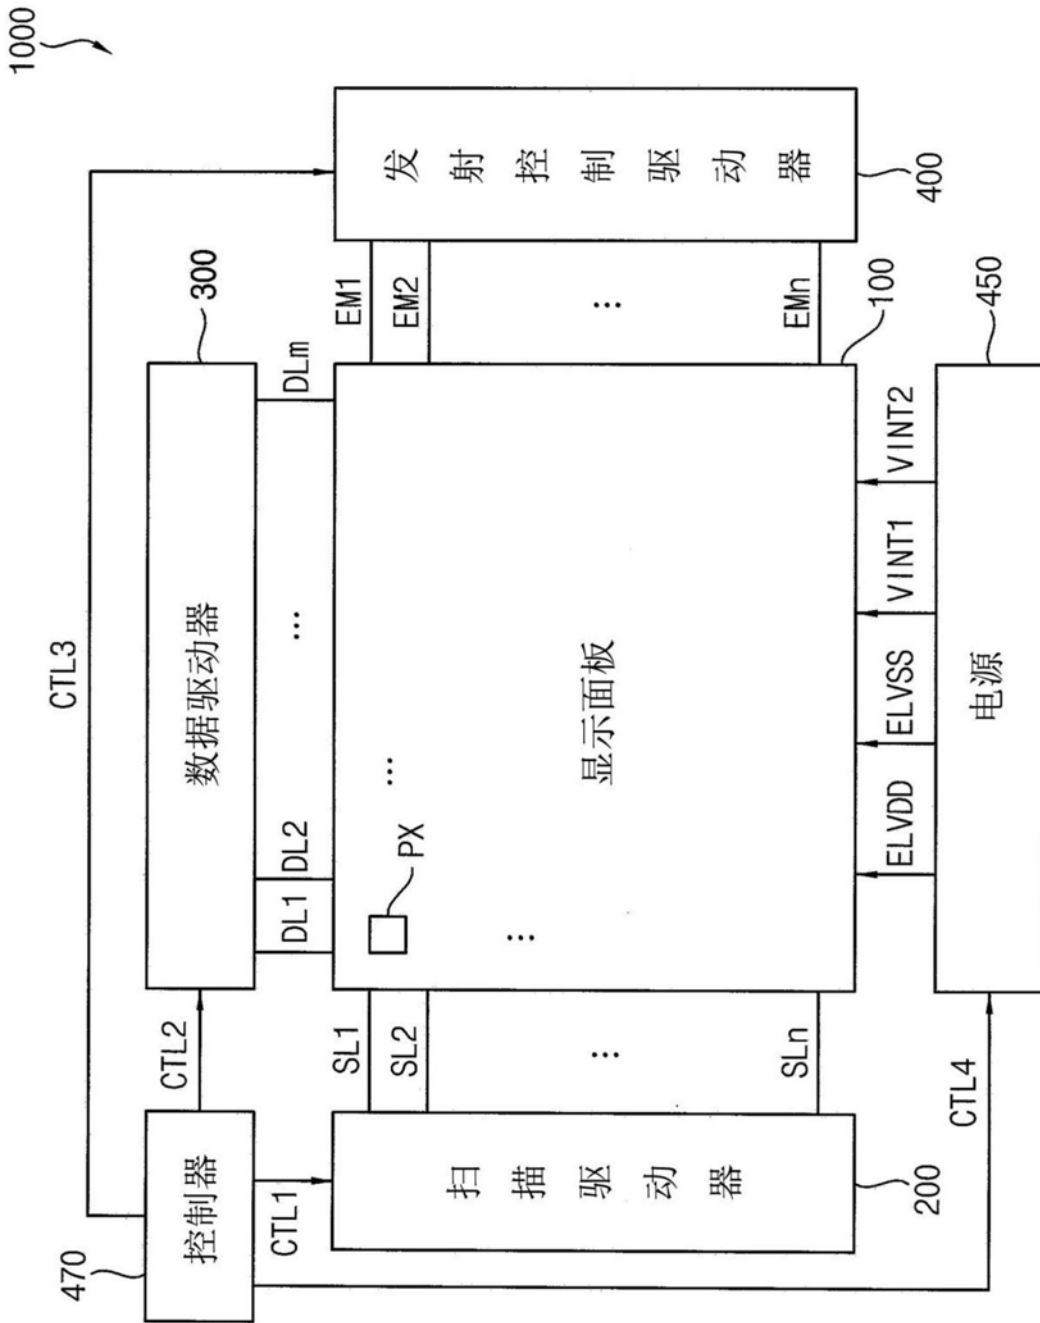 1000
CTL3
470
控制器
CTL2
数据驱动器
300
CTL1
DL1
DL2
...
DLm
扫描驱动器
200
SL1
SL2
...
SLn
PX
...
...
显示面板
100
EM1
EM2
...
EMn
发射控制驱动器
400
CTL4
ELVDD
ELVSS
VINT1
VINT2
电源
450